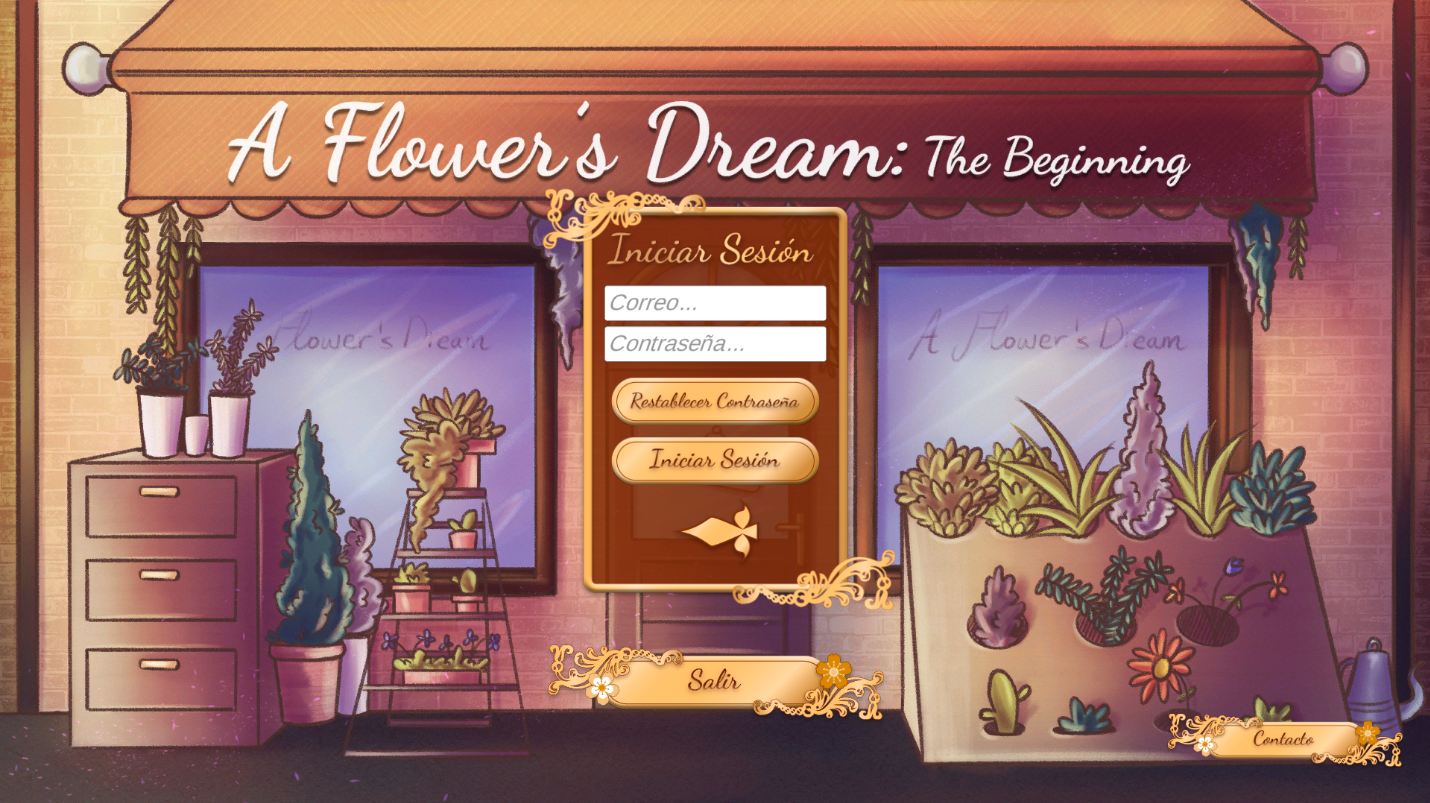 A Flower's Dream: The Beginning
Iniciar Sesión
Correo...
Contraseña...
Flower's Dream
A Flower's Dream
Restablecer Contraseña
Iniciar Sesión
Salir
Contacto